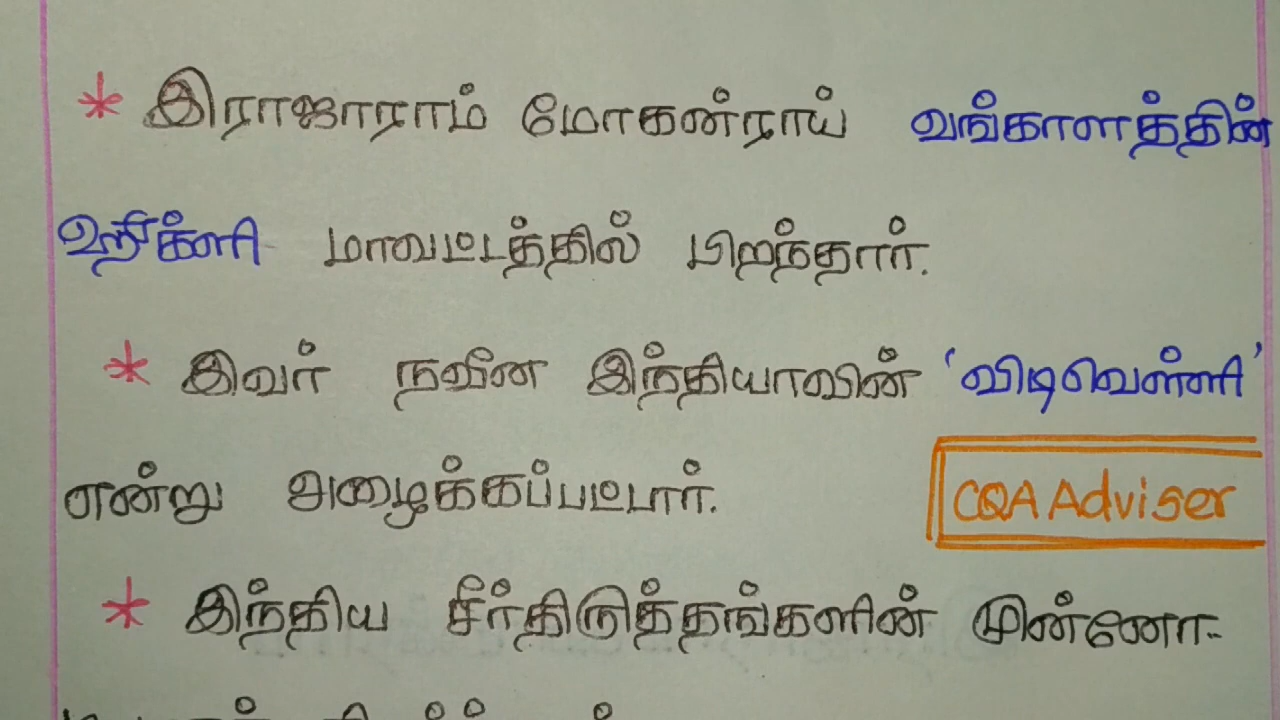 * இராஜாராம் மோகன்ராய் வங்காளத்தின்
ஹூக்ளி மாவட்டத்தில் பிறந்தார்.
* இவர் நவீன இந்தியாவின் 'விடிவெள்ளி'
என்று அழைக்கப்பட்டார்.
CQA Adviser
* இந்திய சீர்திருத்தங்களின் முன்னோ-